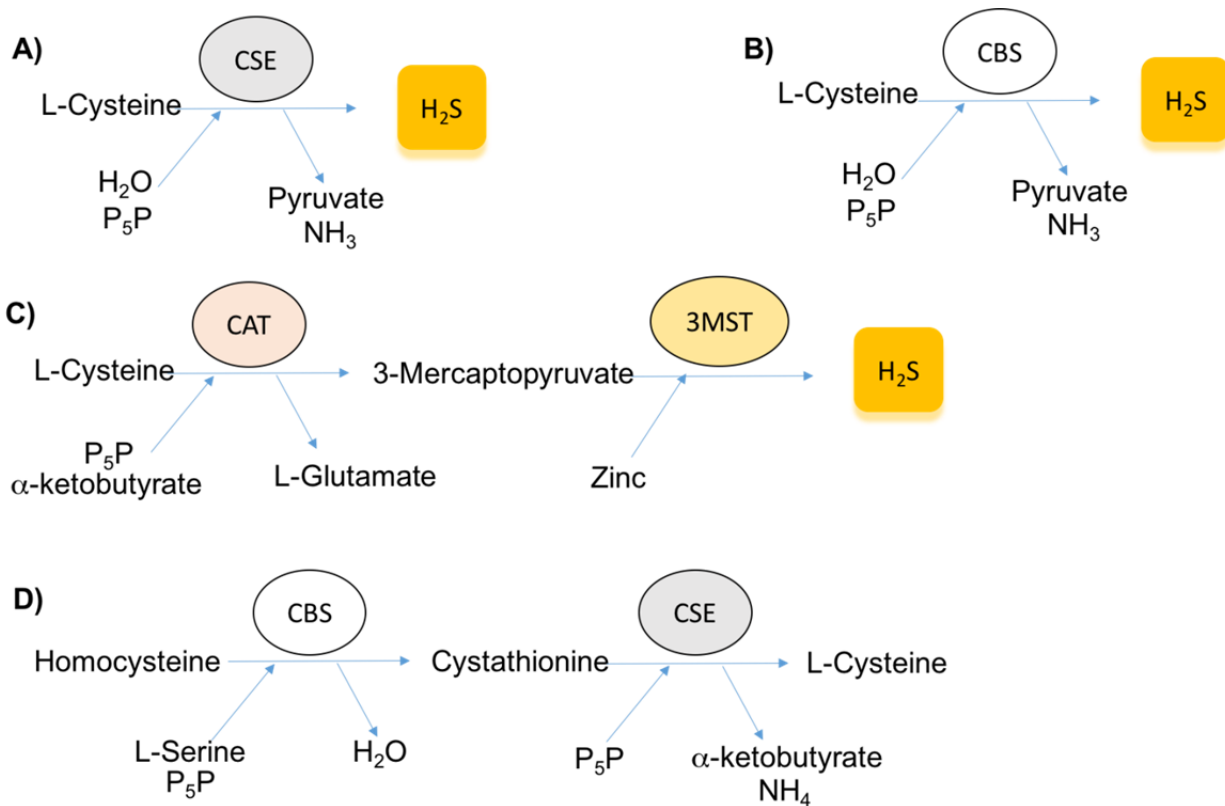 A)
CSE
L-Cysteine
H₂S
H₂O
P₅P
Pyruvate
NH₃
B)
CBS
L-Cysteine
H₂S
H₂O
P₅P
Pyruvate
NH₃
C)
CAT
3MST
L-Cysteine
3-Mercaptopyruvate
H₂S
P₅P
α-ketobutyrate
L-Glutamate
Zinc
D)
CBS
CSE
Homocysteine
Cystathionine
L-Cysteine
L-Serine
P₅P
H₂O
P₅P
α-ketobutyrate
NH₄